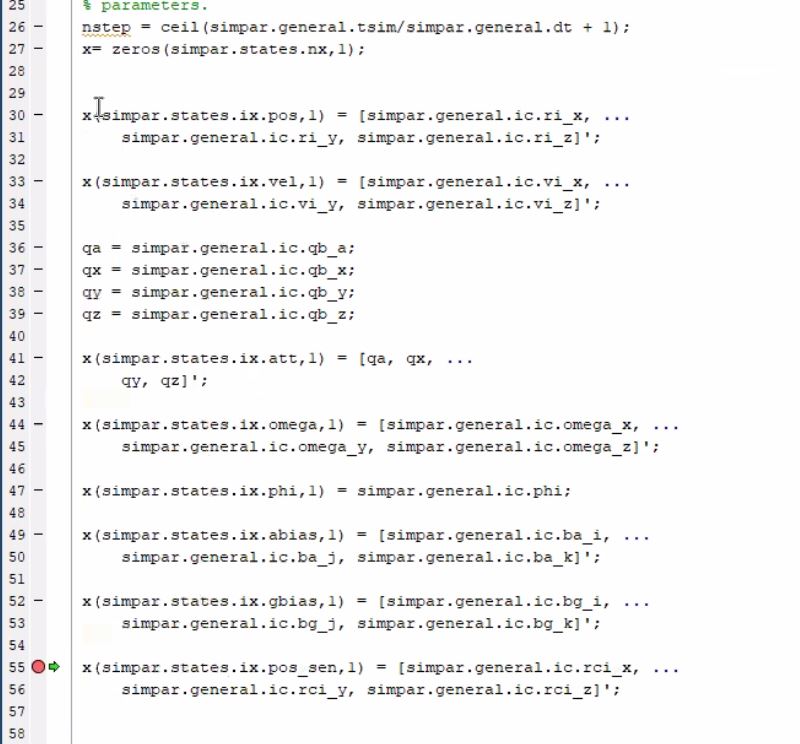 25 % parameters.
26 – nstep = ceil(simpar.general.tsim/simpar.general.dt + 1);
27 – x= zeros(simpar.states.nx,1);
28
29
30 – x(simpar.states.ix.pos,1) = [simpar.general.ic.ri_x, ...
31 simpar.general.ic.ri_y, simpar.general.ic.ri_z]';
32
33 – x(simpar.states.ix.vel,1) = [simpar.general.ic.vi_x, ...
34 simpar.general.ic.vi_y, simpar.general.ic.vi_z]';
35
36 – qa = simpar.general.ic.qb_a;
37 – qx = simpar.general.ic.qb_x;
38 – qy = simpar.general.ic.qb_y;
39 – qz = simpar.general.ic.qb_z;
40
41 – x(simpar.states.ix.att,1) = [qa, qx, ...
42 qy, qz]';
43
44 – x(simpar.states.ix.omega,1) = [simpar.general.ic.omega_x, ...
45 simpar.general.ic.omega_y, simpar.general.ic.omega_z]';
46
47 – x(simpar.states.ix.phi,1) = simpar.general.ic.phi;
48
49 – x(simpar.states.ix.abias,1) = [simpar.general.ic.ba_i, ...
50 simpar.general.ic.ba_j, simpar.general.ic.ba_k]';
51
52 – x(simpar.states.ix.gbias,1) = [simpar.general.ic.bg_i, ...
53 simpar.general.ic.bg_j, simpar.general.ic.bg_k]';
54
55 x(simpar.states.ix.pos_sen,1) = [simpar.general.ic.rci_x, ...
56 simpar.general.ic.rci_y, simpar.general.ic.rci_z]';
57
58